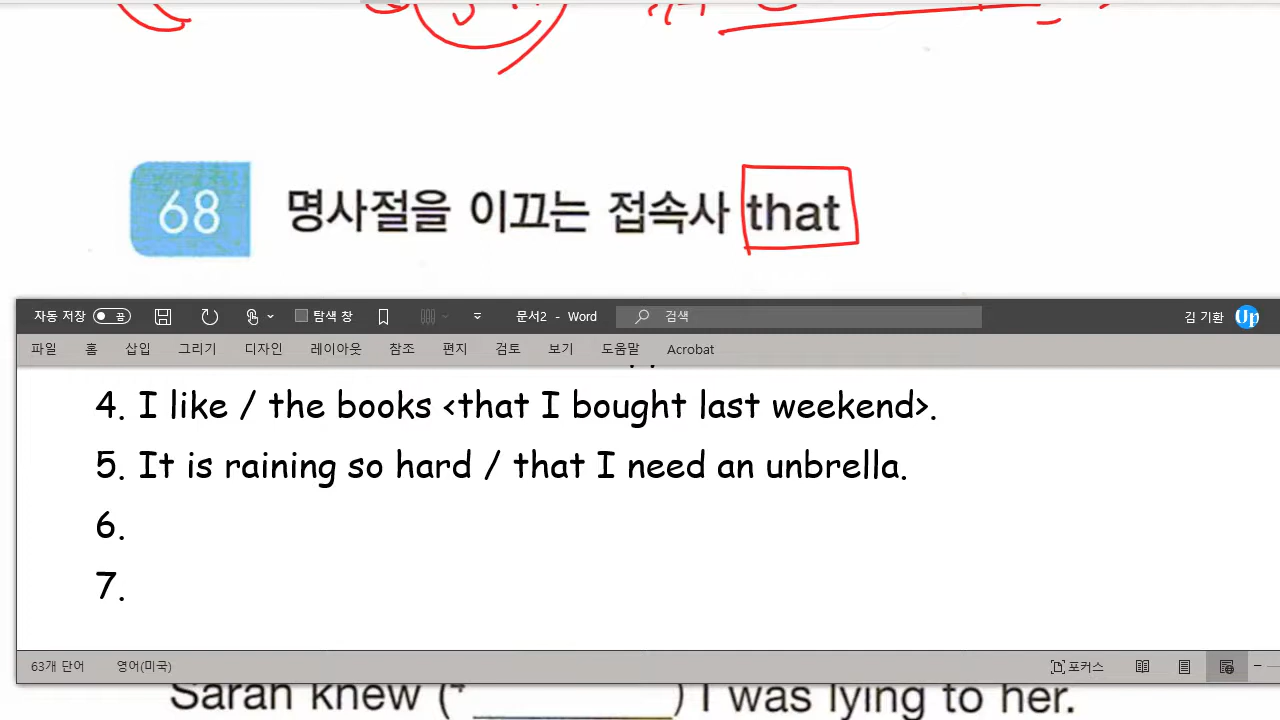 68 명사절을 이끄는 접속사 that
자동 저장 끔 탐색 창 문서2 - Word 검색 김 기환 Up
파일 홈 삽입 그리기 디자인 레이아웃 참조 편지 검토 보기 도움말 Acrobat
4. I like / the books <that I bought last weekend>.
5. It is raining so hard / that I need an unbrella.
6.
7.
63개 단어 영어(미국) 포커스
Sarah knew (4 ________) I was lying to her.